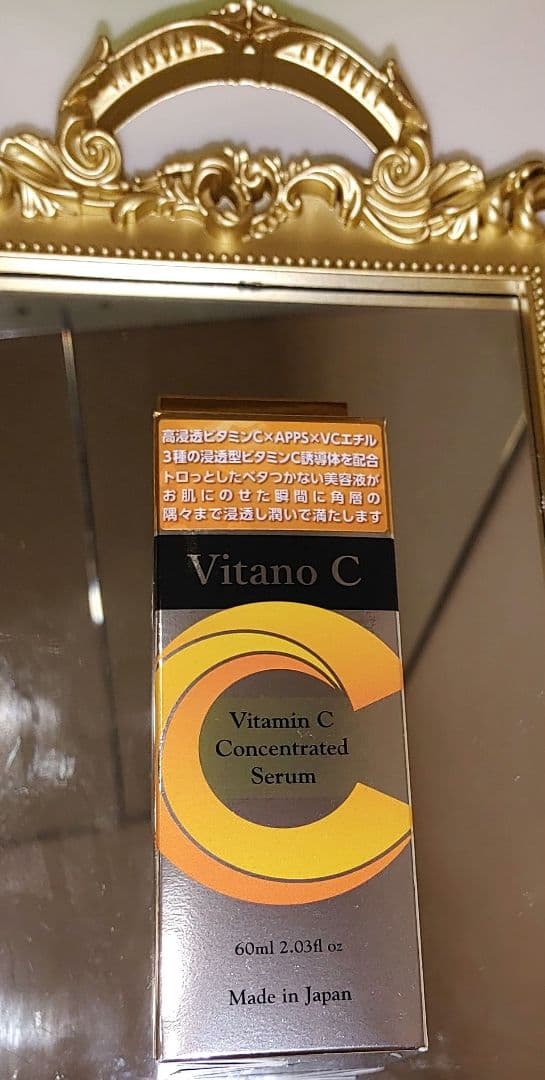 高浸透ビタミンC×APPS×VCエチル
3種の浸透型ビタミンC誘導体を配合
トロっとしたベタつかない美容液が
お肌にのせた瞬間に角層の
隅々まで浸透し潤いで満たします
Vitano C
Vitamin C
Concentrated
Serum
60ml 2.03fl oz
Made in Japan